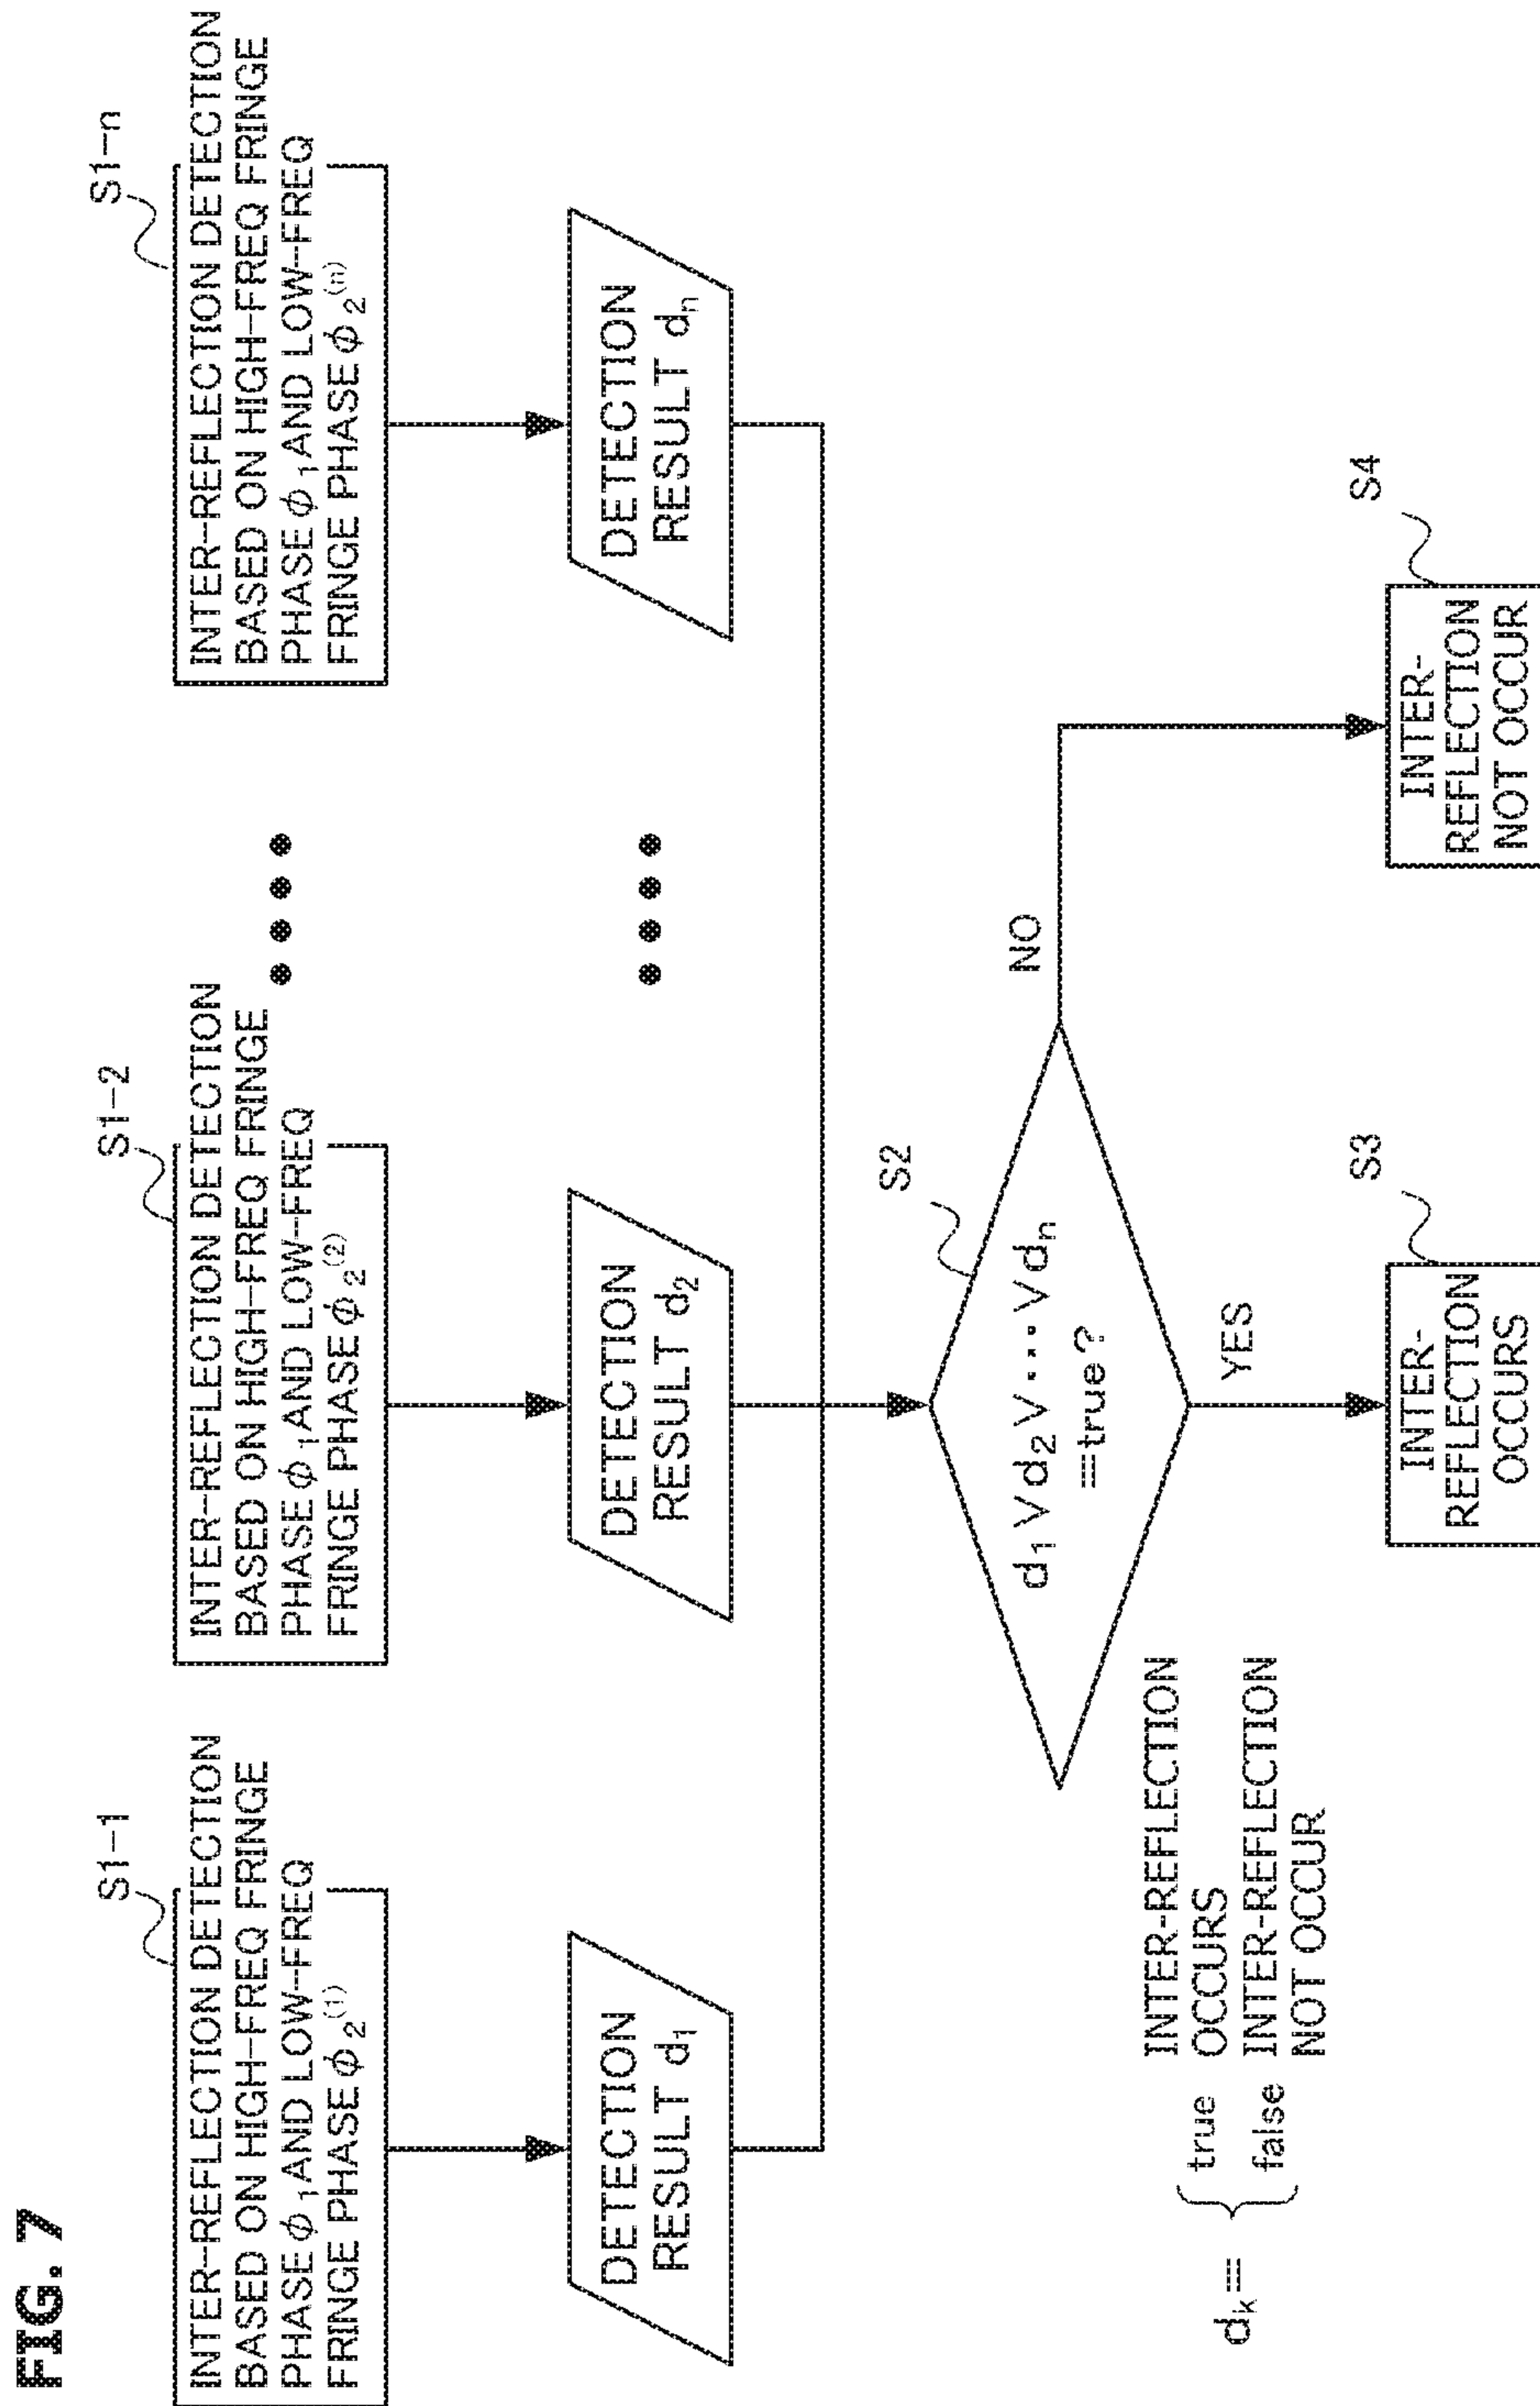 FIG. 7
S1-1
INTER-REFLECTION DETECTION
BASED ON HIGH-FREQ FRINGE
PHASE ϕ₁ AND LOW-FREQ
FRINGE PHASE ϕ₂⁽¹⁾
S1-2
INTER-REFLECTION DETECTION
BASED ON HIGH-FREQ FRINGE
PHASE ϕ₁ AND LOW-FREQ
FRINGE PHASE ϕ₂⁽²⁾
••••
S1-n
INTER-REFLECTION DETECTION
BASED ON HIGH-FREQ FRINGE
PHASE ϕ₁ AND LOW-FREQ
FRINGE PHASE ϕ₂⁽ⁿ⁾
DETECTION
RESULT d₁
DETECTION
RESULT d₂
••••
DETECTION
RESULT dₙ
S2
d₁∨d₂∨···∨dₙ
=true?
NO
YES
dₖ=
true
INTER-REFLECTION
OCCURS
false
INTER-REFLECTION
NOT OCCUR
S3
INTER-
REFLECTION
OCCURS
S4
INTER-
REFLECTION
NOT OCCUR